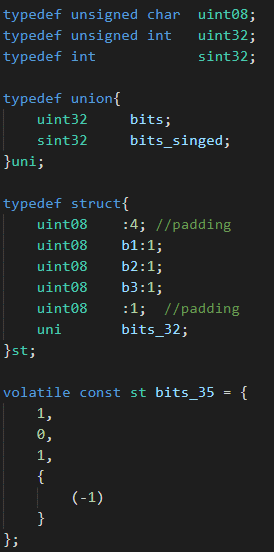 typedef unsigned char  uint08;
typedef unsigned int   uint32;
typedef int            sint32;

typedef union{
    uint32     bits;
    sint32     bits_singed;
}uni;

typedef struct{
    uint08    :4; //padding
    uint08    b1:1;
    uint08    b2:1;
    uint08    b3:1;
    uint08    :1;  //padding
    uni       bits_32;
}st;

volatile const st bits_35 = {
    1,
    0,
    1,
    {
        (-1)
    }
};